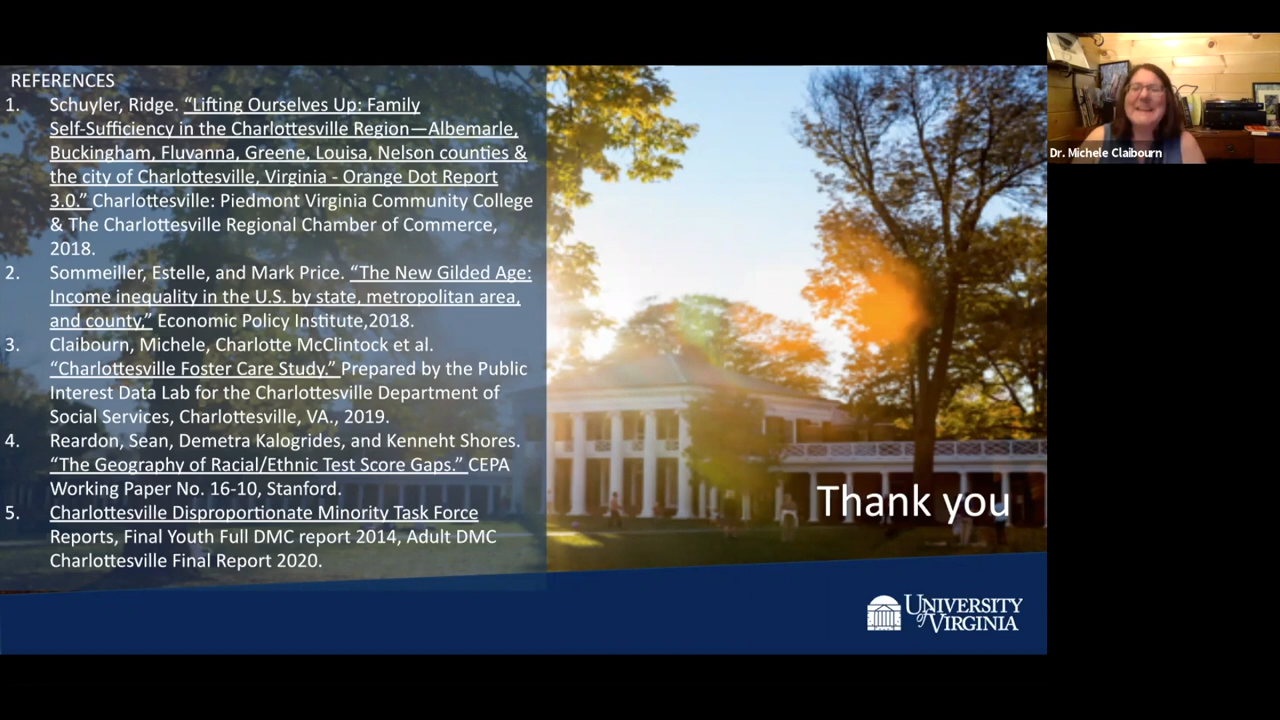 REFERENCES
1. Schuyler, Ridge. “Lifting Ourselves Up: Family
Self-Sufficiency in the Charlottesville Region—Albemarle,
Buckingham, Fluvanna, Greene, Louisa, Nelson counties &
the city of Charlottesville, Virginia - Orange Dot Report
3.0.” Charlottesville: Piedmont Virginia Community College
& The Charlottesville Regional Chamber of Commerce,
2018.
2. Sommeiller, Estelle, and Mark Price. “The New Gilded Age:
Income inequality in the U.S. by state, metropolitan area,
and county,” Economic Policy Institute,2018.
3. Claibourn, Michele, Charlotte McClintock et al.
“Charlottesville Foster Care Study.” Prepared by the Public
Interest Data Lab for the Charlottesville Department of
Social Services, Charlottesville, VA., 2019.
4. Reardon, Sean, Demetra Kalogrides, and Kenneht Shores.
“The Geography of Racial/Ethnic Test Score Gaps.” CEPA
Working Paper No. 16-10, Stanford.
5. Charlottesville Disproportionate Minority Task Force
Reports, Final Youth Full DMC report 2014, Adult DMC
Charlottesville Final Report 2020.
Thank you
UNIVERSITY
of VIRGINIA
Dr. Michele Claibourn